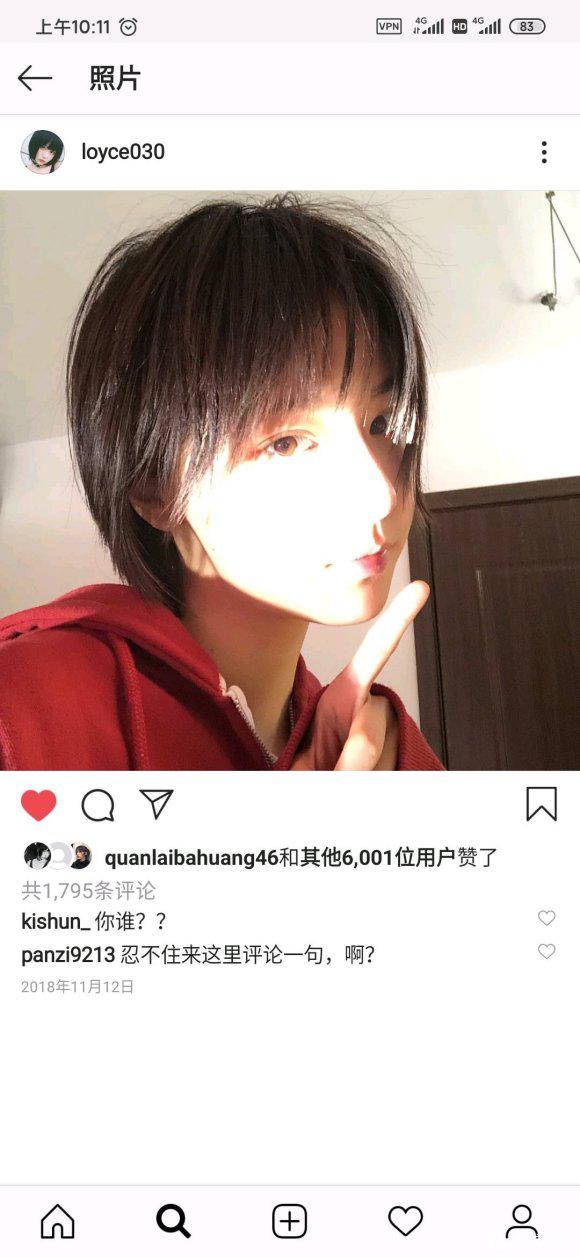 上午10:11
VPN 4G HD 4G 83
照片
loyce030
quanlaibahuang46和其他6,001位用户赞了
共1,795条评论
kishun_ 你谁？？
panzi9213 忍不住来这里评论一句，啊？
2018年11月12日